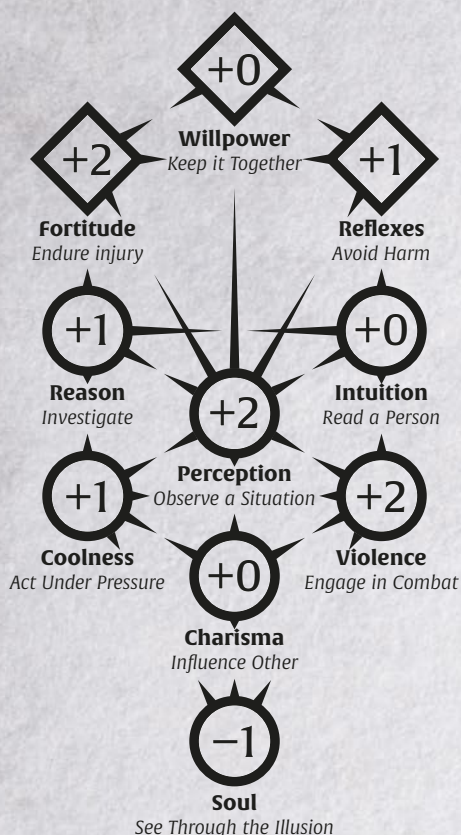 +0
Willpower
Keep it Together
+2
Fortitude
Endure injury
+1
Reflexes
Avoid Harm
+1
Reason
Investigate
+0
Intuition
Read a Person
+2
Perception
Observe a Situation
+1
Coolness
Act Under Pressure
+2
Violence
Engage in Combat
+0
Charisma
Influence Other
−1
Soul
See Through the Illusion